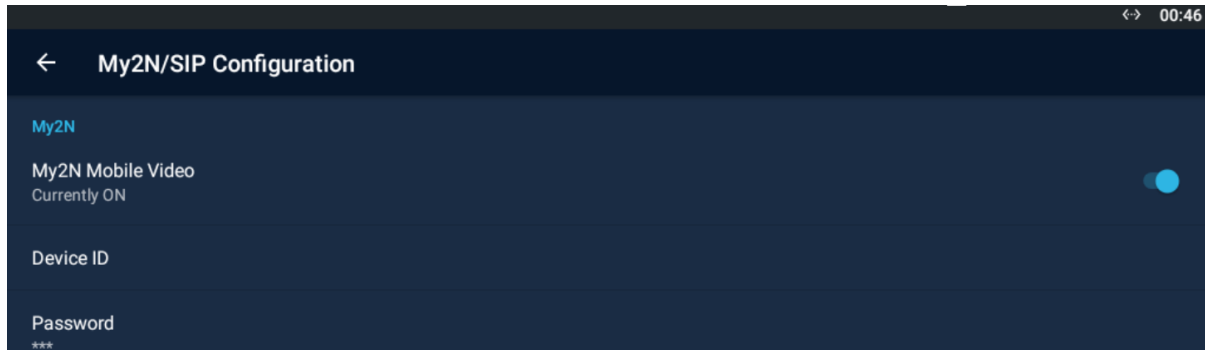 00:46
My2N/SIP Configuration
My2N
My2N Mobile Video
Currently ON
Device ID
Password
***